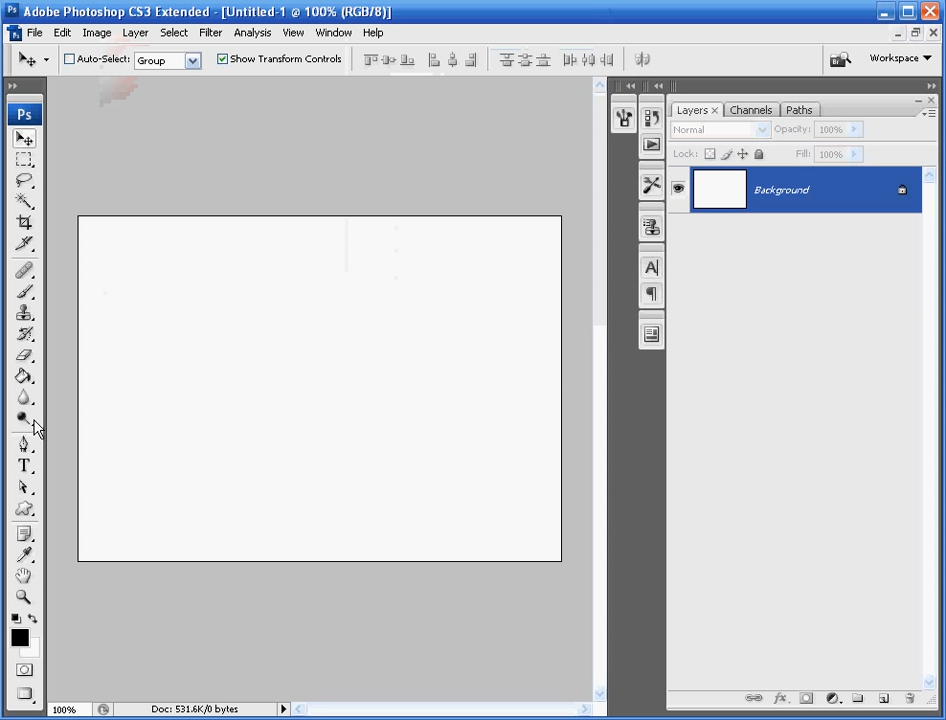 Adobe Photoshop CS3 Extended - [Untitled-1 @ 100% (RGB/8)]
File Edit Image Layer Select Filter Analysis View Window Help
Auto-Select: Group Show Transform Controls Workspace
Ps
Layers Channels Paths
Normal Opacity: 100%
Lock: Fill: 100%
Background
100% Doc: 531.6K/0 bytes